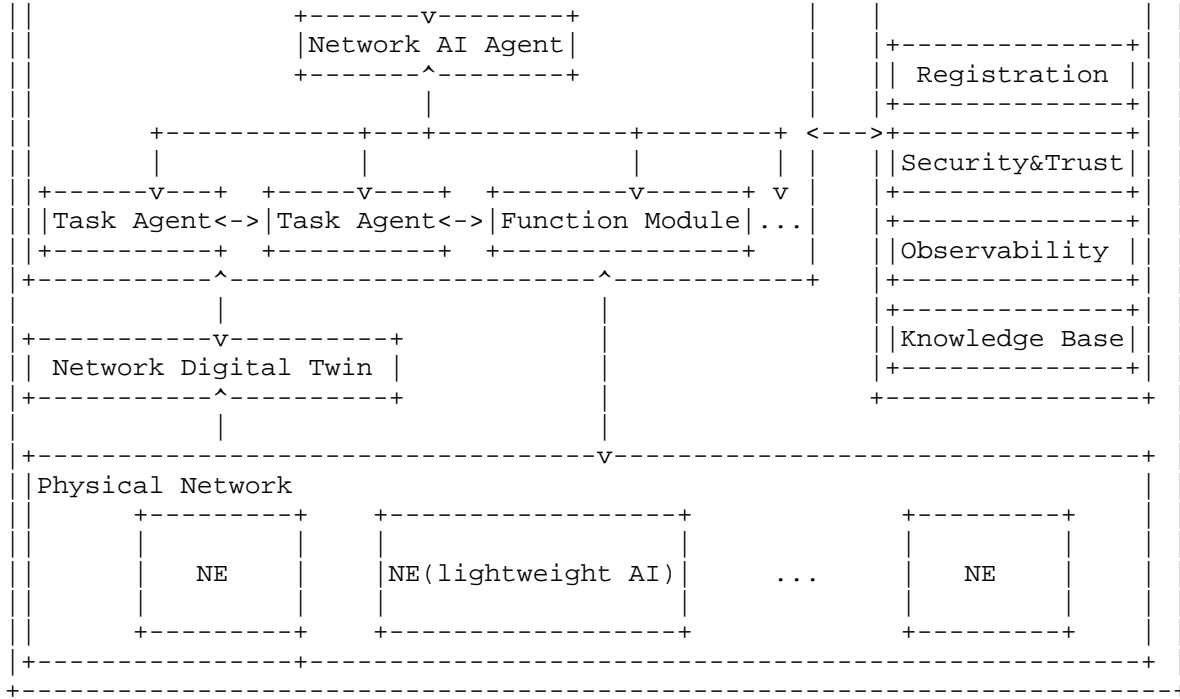 Network AI Agent
Registration
Security&Trust
Task Agent<->Task Agent<->Function Module...
Observability
Knowledge Base
Network Digital Twin
Physical Network
NE NE(lightweight AI) ... NE